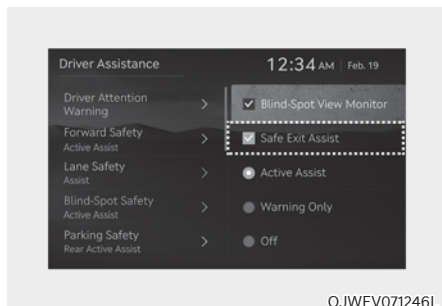 Driver Assistance
12:34 AM Feb. 19
Driver Attention
Warning
Forward Safety
Active Assist
Lane Safety
Assist
Blind-Spot Safety
Active Assist
Parking Safety
Rear Active Assist
Blind-Spot View Monitor
Safe Exit Assist
Active Assist
Warning Only
Off
OJWEV071246L